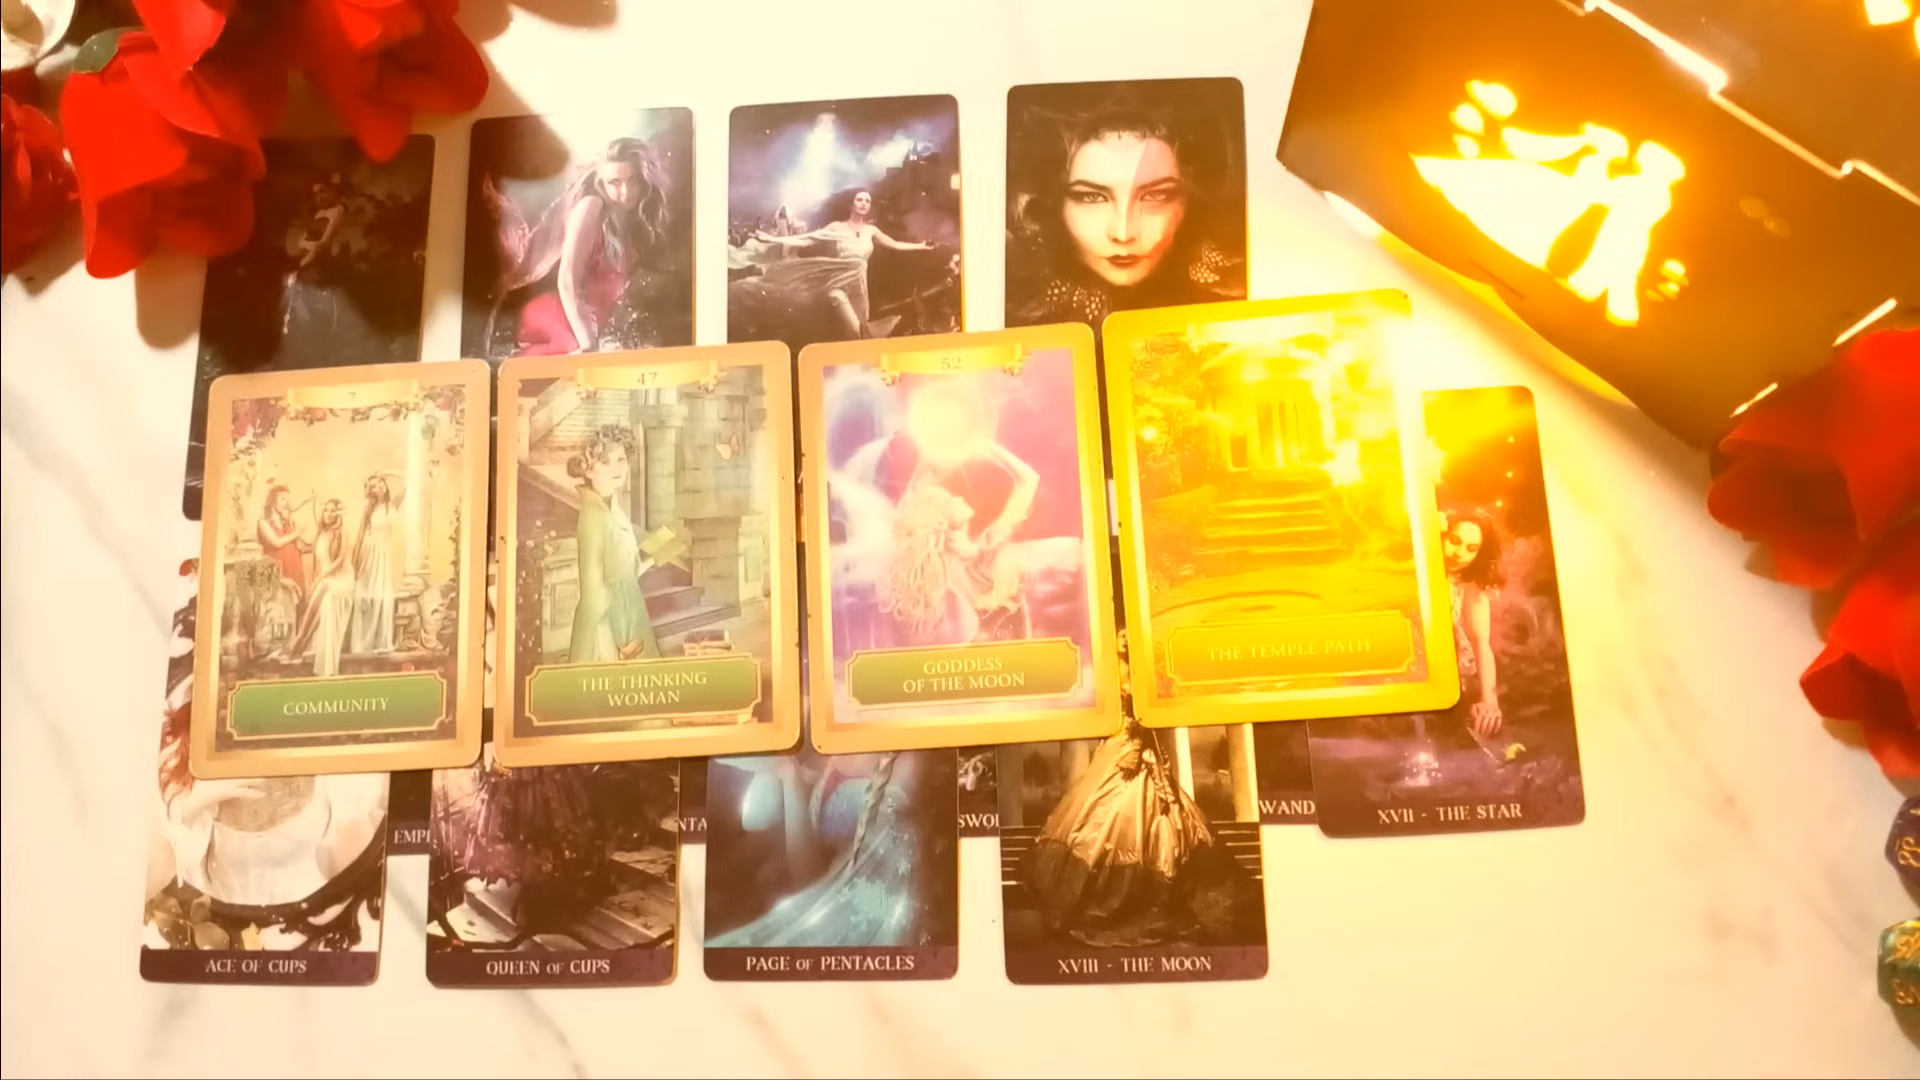 7
47
52
COMMUNITY
THE THINKING
WOMAN
GODDESS
OF THE MOON
THE TEMPLE PATH
XVII - THE STAR
ACE OF CUPS
QUEEN OF CUPS
PAGE OF PENTACLES
XVIII - THE MOON